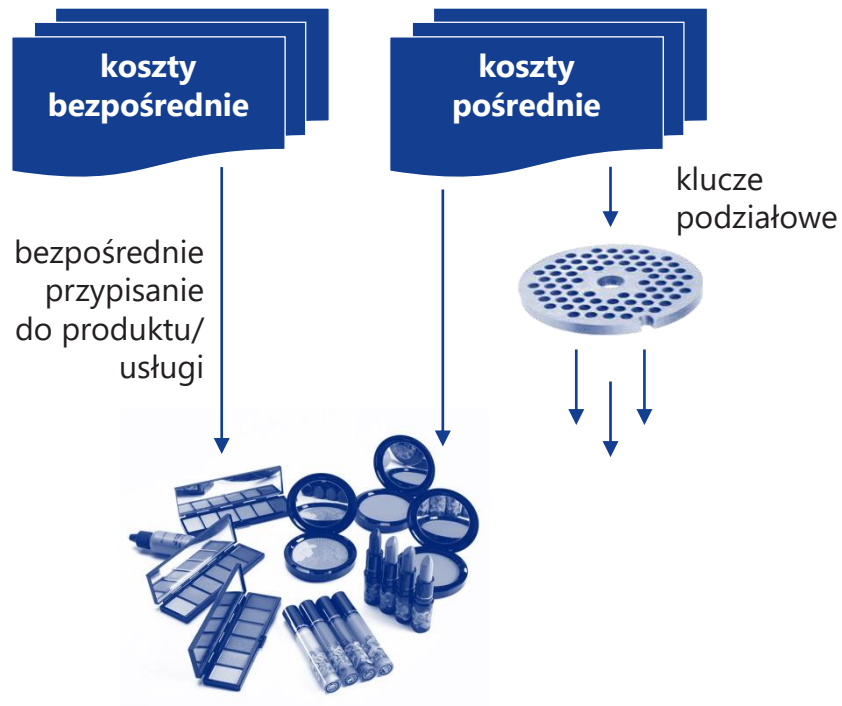 koszty
bezpośrednie
koszty
pośrednie
klucze
podziałowe
bezpośrednie
przypisanie
do produktu/
usługi